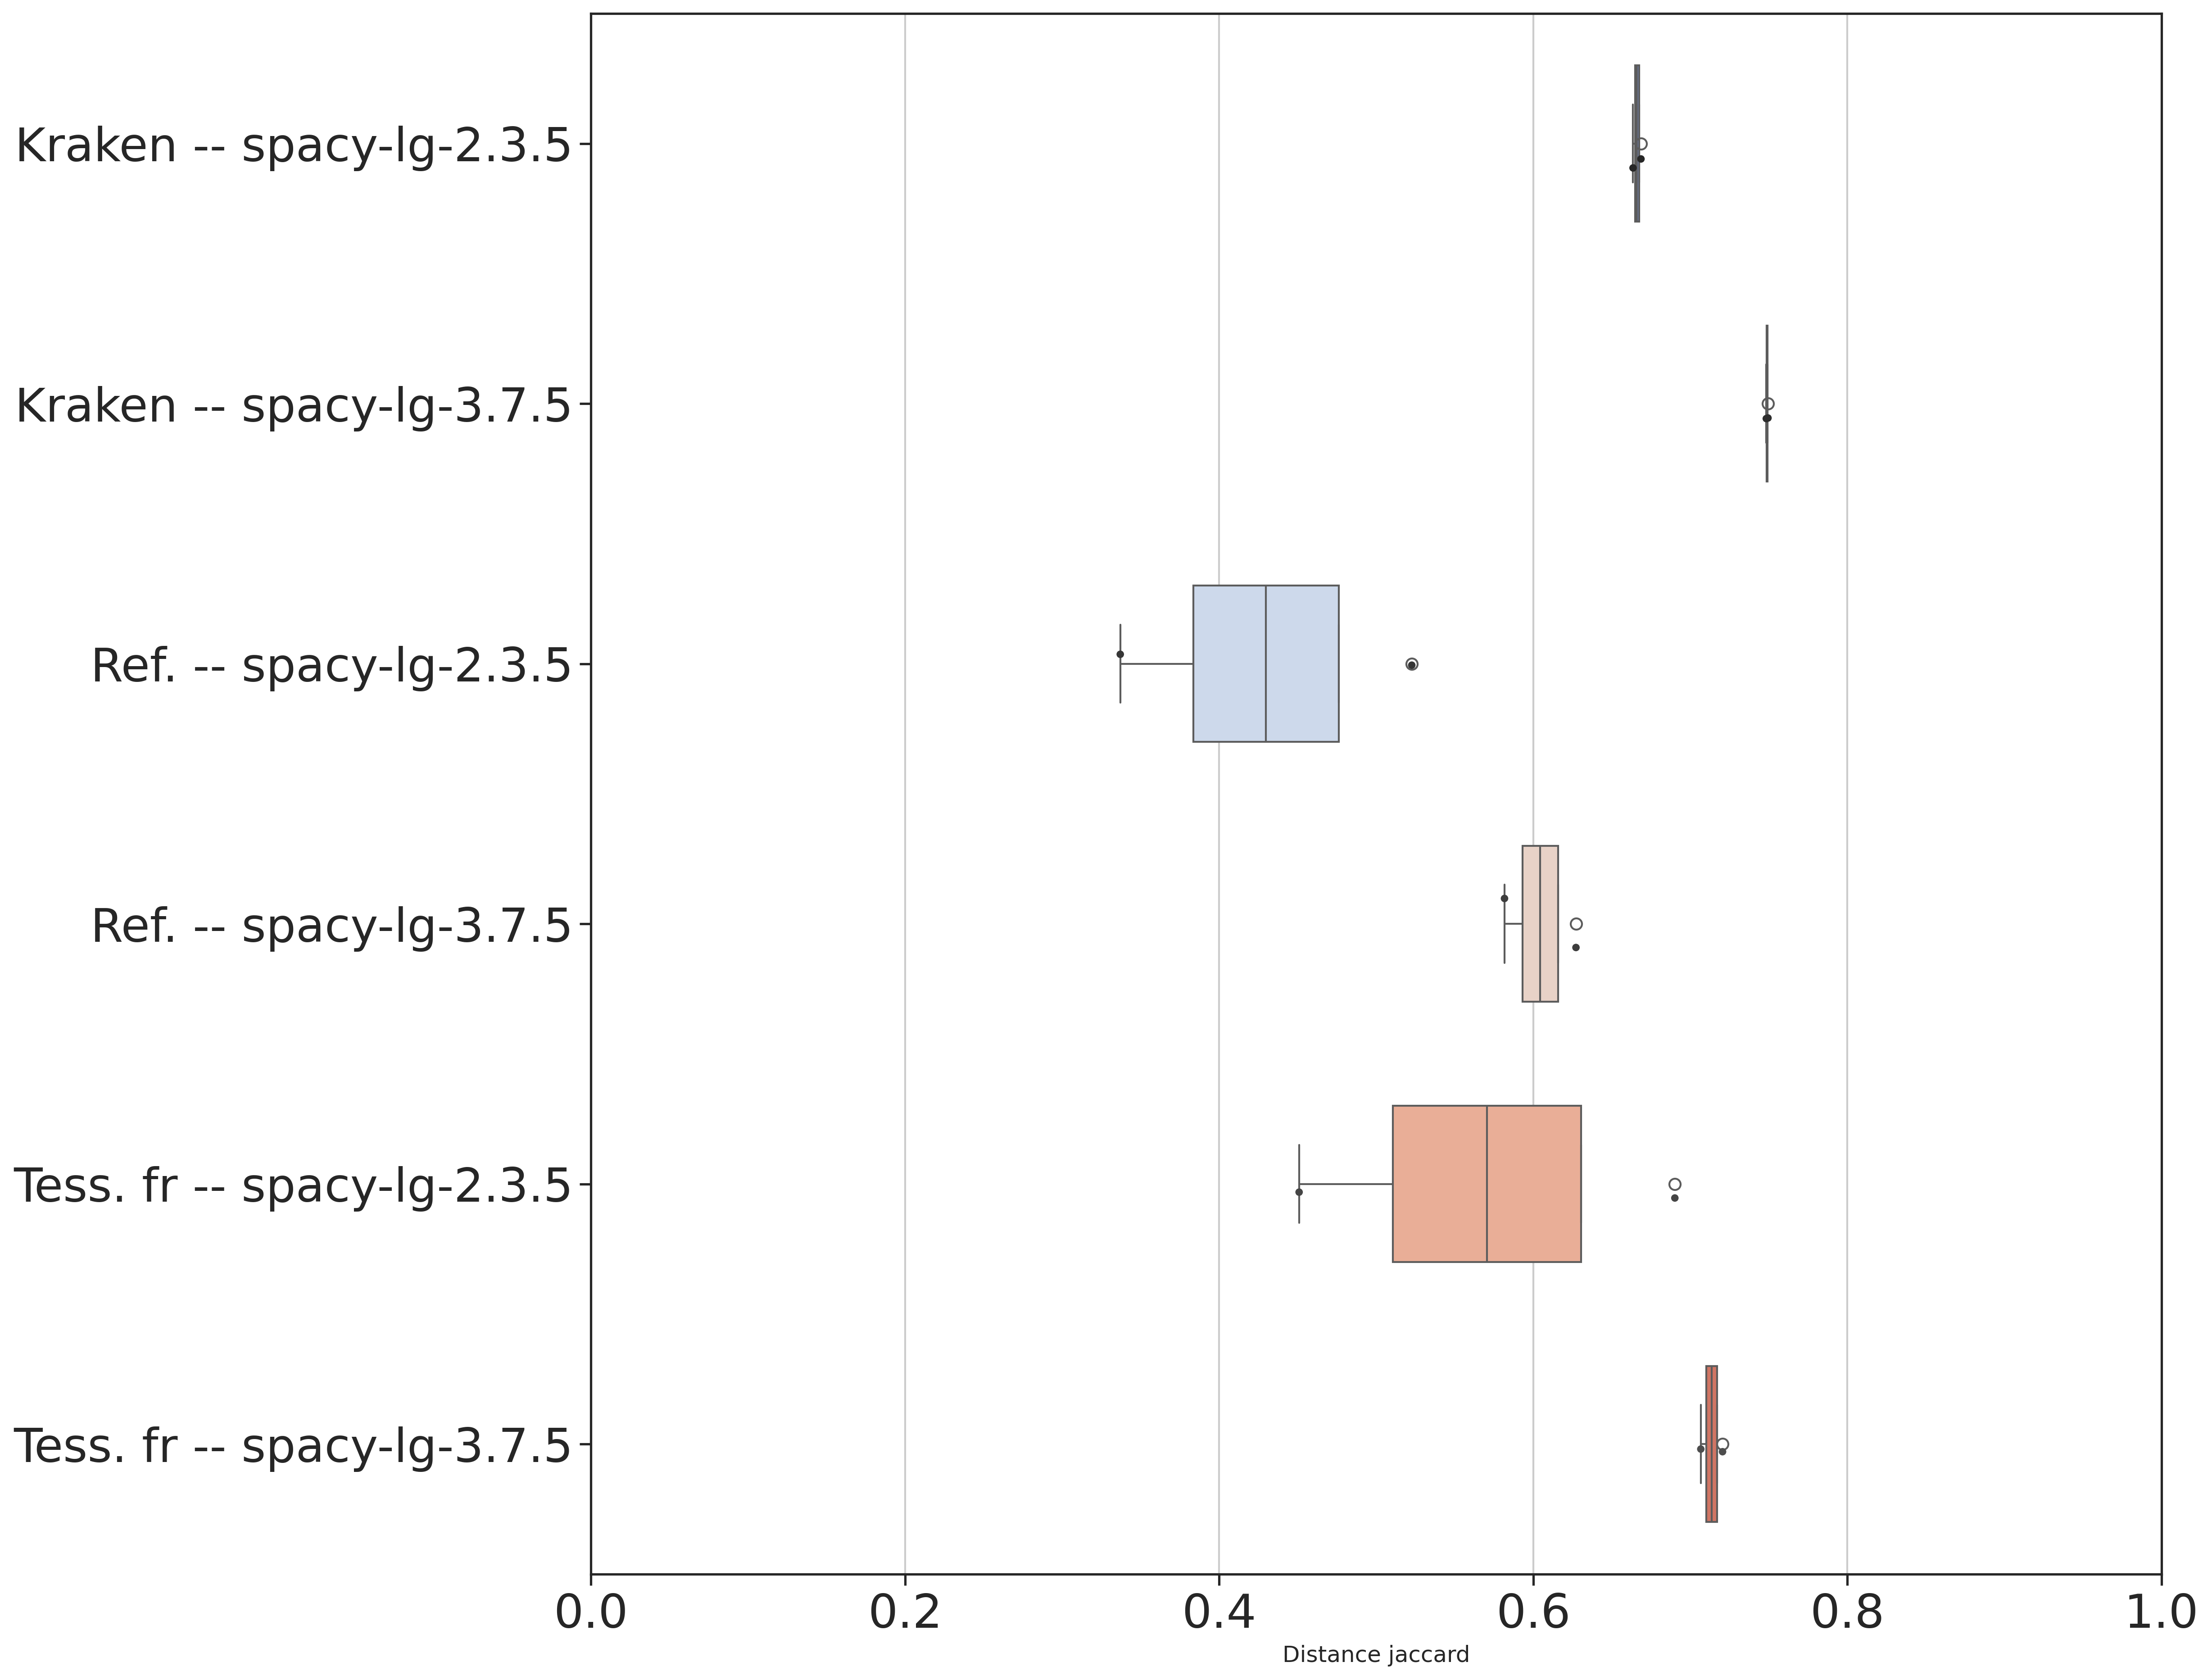 Kraken -- spacy-lg-2.3.5
Kraken -- spacy-lg-3.7.5
Ref. -- spacy-lg-2.3.5
Ref. -- spacy-lg-3.7.5
Tess. fr -- spacy-lg-2.3.5
Tess. fr -- spacy-lg-3.7.5
0.0 0.2 0.4 0.6 0.8 1.0
Distance jaccard